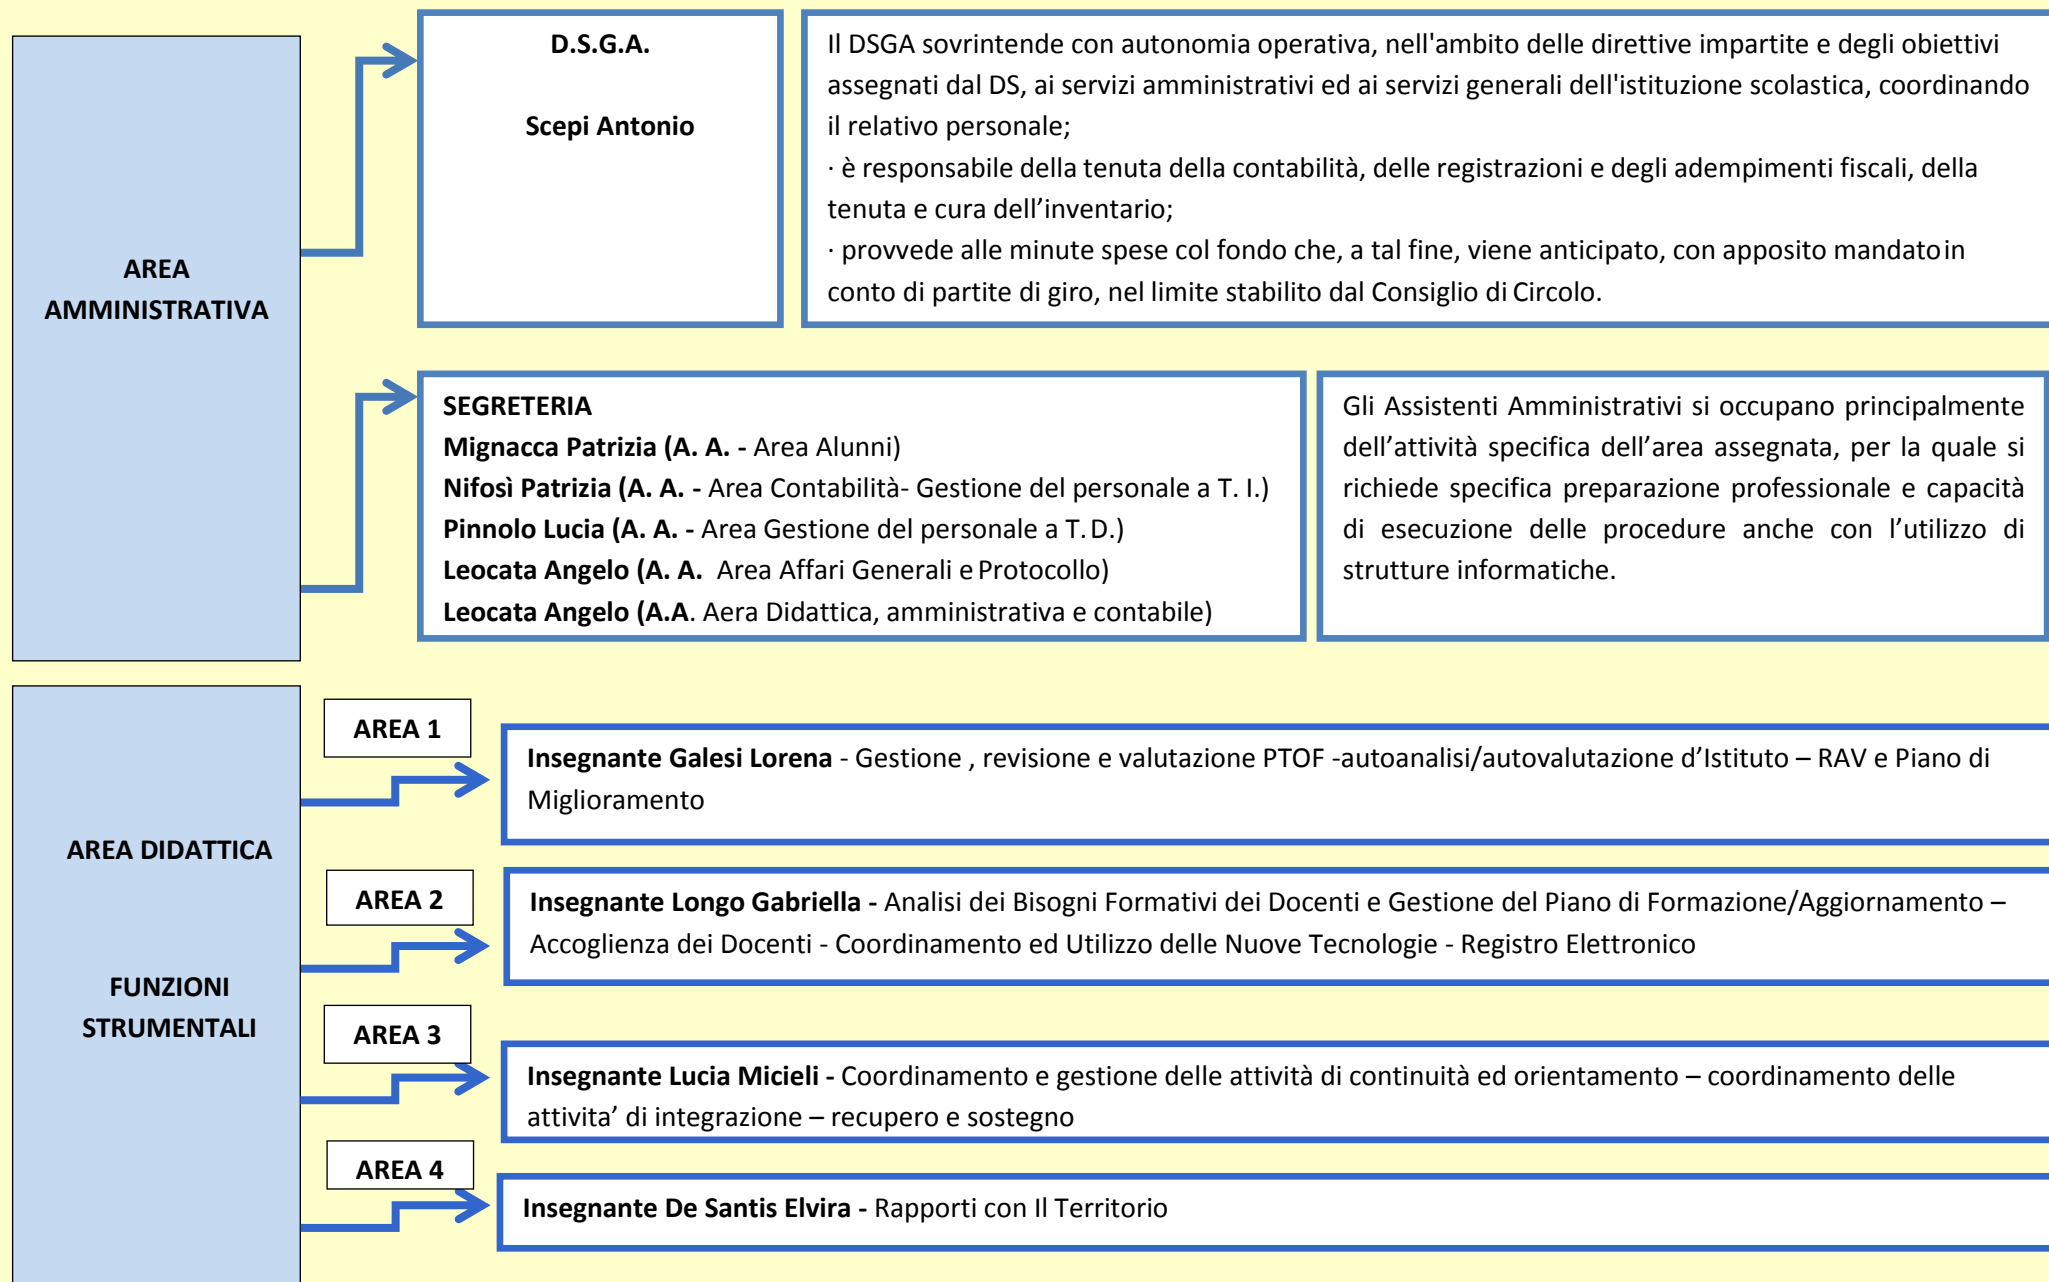 AREA
AMMINISTRATIVA
D.S.G.A.
Scepi Antonio
Il DSGA sovrintende con autonomia operativa, nell'ambito delle direttive impartite e degli obiettivi
assegnati dal DS, ai servizi amministrativi ed ai servizi generali dell'istituzione scolastica, coordinando
il relativo personale;
· è responsabile della tenuta della contabilità, delle registrazioni e degli adempimenti fiscali, della
tenuta e cura dell’inventario;
· provvede alle minute spese col fondo che, a tal fine, viene anticipato, con apposito mandato in
conto di partite di giro, nel limite stabilito dal Consiglio di Circolo.
SEGRETERIA
Mignacca Patrizia (A. A. - Area Alunni)
Nifosì Patrizia (A. A. - Area Contabilità- Gestione del personale a T. I.)
Pinnolo Lucia (A. A. - Area Gestione del personale a T. D.)
Leocata Angelo (A. A.  Area Affari Generali e Protocollo)
Leocata Angelo (A.A. Aera Didattica, amministrativa e contabile)
Gli Assistenti Amministrativi si occupano principalmente
dell’attività specifica dell’area assegnata, per la quale si
richiede specifica preparazione professionale e capacità
di esecuzione delle procedure anche con l’utilizzo di
strutture informatiche.
AREA DIDATTICA
FUNZIONI
STRUMENTALI
AREA 1
Insegnante Galesi Lorena - Gestione , revisione e valutazione PTOF -autoanalisi/autovalutazione d’Istituto – RAV e Piano di
Miglioramento
AREA 2
Insegnante Longo Gabriella - Analisi dei Bisogni Formativi dei Docenti e Gestione del Piano di Formazione/Aggiornamento –
Accoglienza dei Docenti - Coordinamento ed Utilizzo delle Nuove Tecnologie - Registro Elettronico
AREA 3
Insegnante Lucia Micieli - Coordinamento e gestione delle attività di continuità ed orientamento – coordinamento delle
attivita’ di integrazione – recupero e sostegno
AREA 4
Insegnante De Santis Elvira - Rapporti con Il Territorio